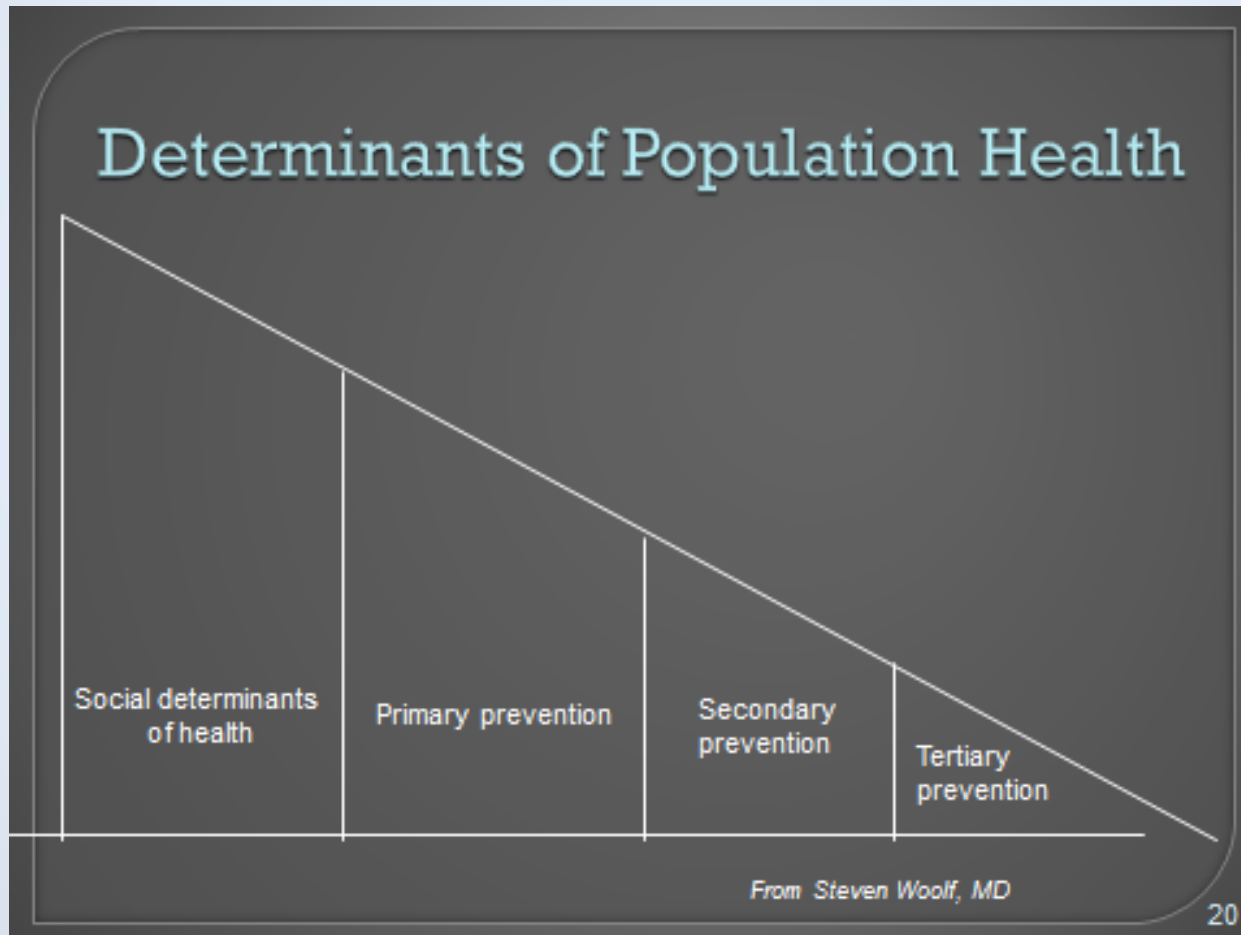 Determinants of Population Health
Social determinants
of health
Primary prevention
Secondary
prevention
Tertiary
prevention
From Steven Woolf, MD
20